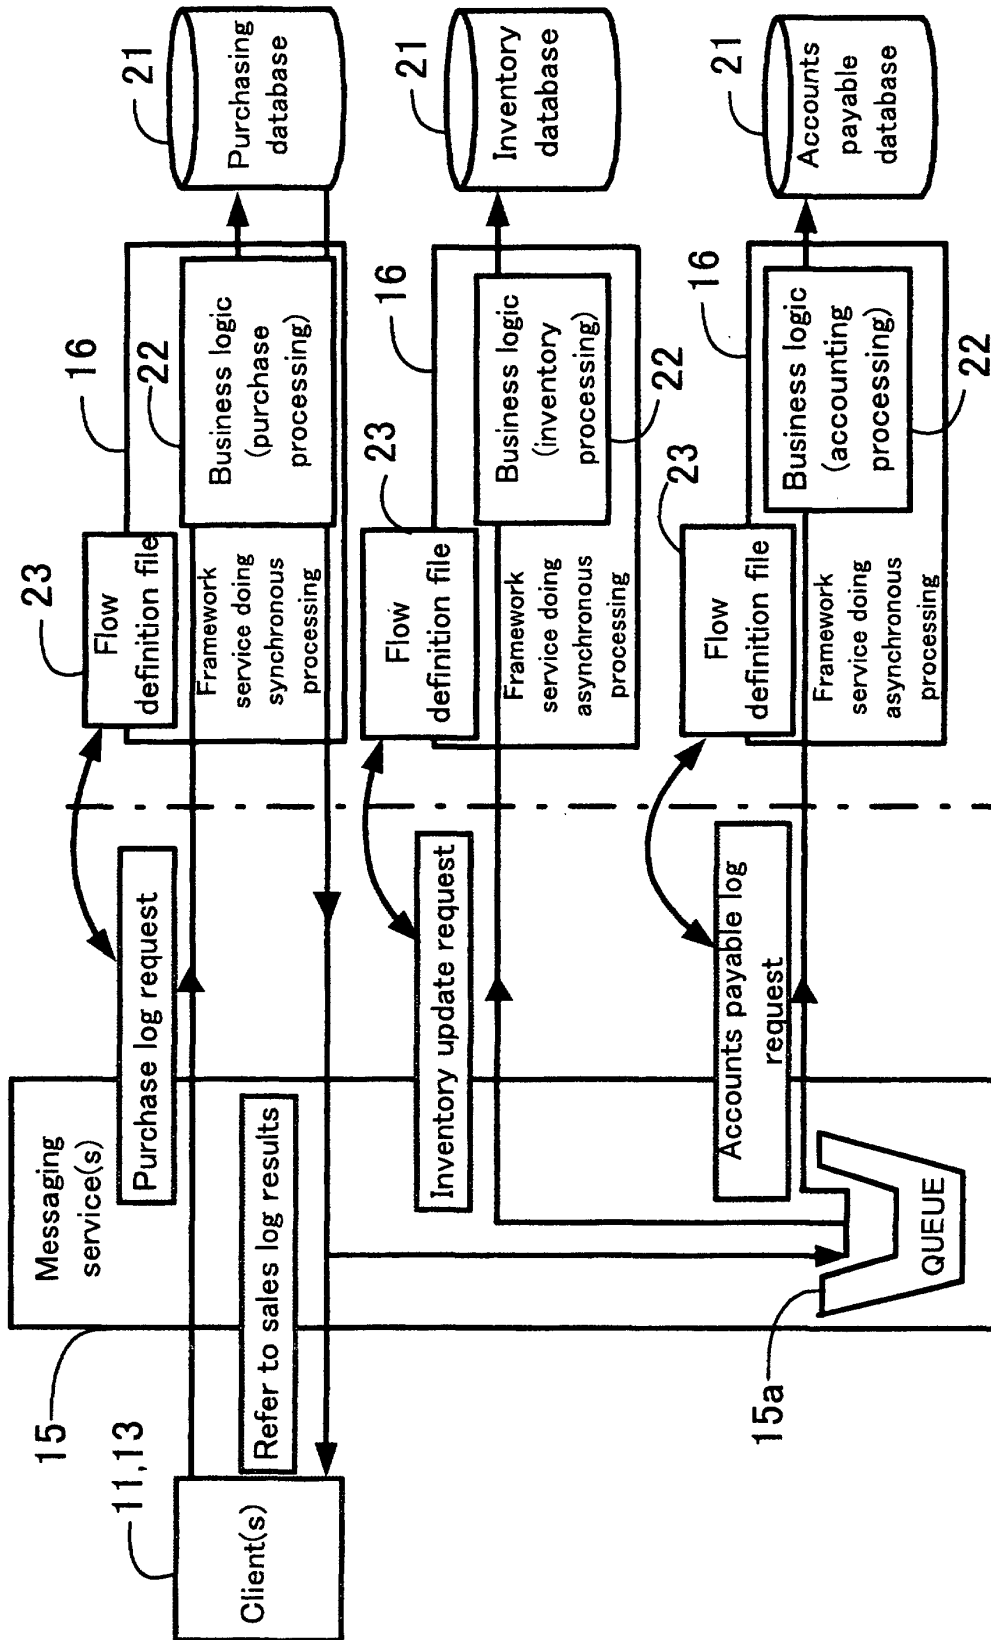 11,13
Client(s)
15
Messaging
service(s)
Purchase log request
Refer to sales log results
Inventory update request
Accounts payable log
request
15a
QUEUE
23
Flow
definition file
16
Framework
service doing
synchronous
processing
22
Business logic
(purchase
processing)
21
Purchasing
database
23
Flow
definition file
16
Framework
service doing
asynchronous
processing
Business logic
(inventory
processing)
22
21
Inventory
database
23
Flow
definition file
16
Framework
service doing
asynchronous
processing
Business logic
(accounting
processing)
22
21
Accounts
payable
database